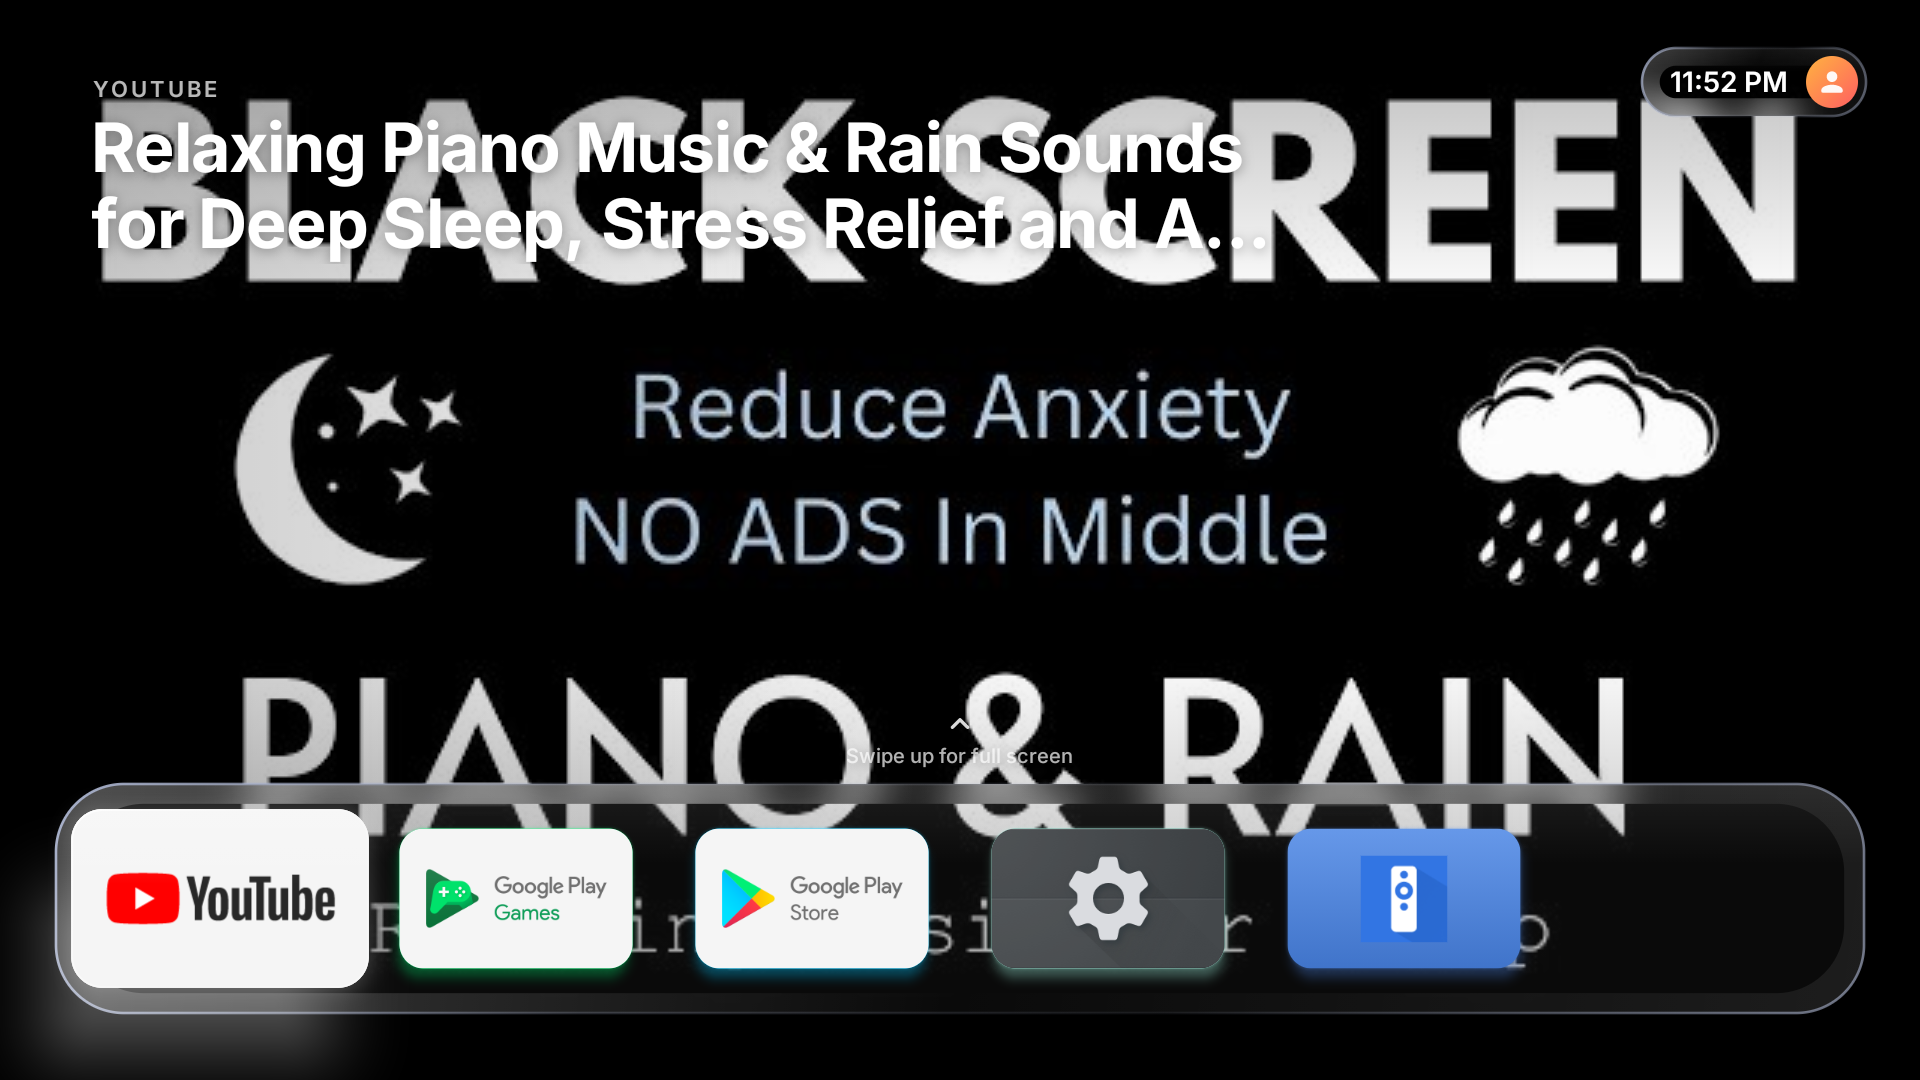 YOUTUBE
11:52 PM
BLACK SCREEN
Relaxing Piano Music & Rain Sounds
for Deep Sleep, Stress Relief and A...
Reduce Anxiety
NO ADS In Middle
PIANO & RAIN
Swipe up for full screen
YouTube
Google Play
Games
Google Play
Store